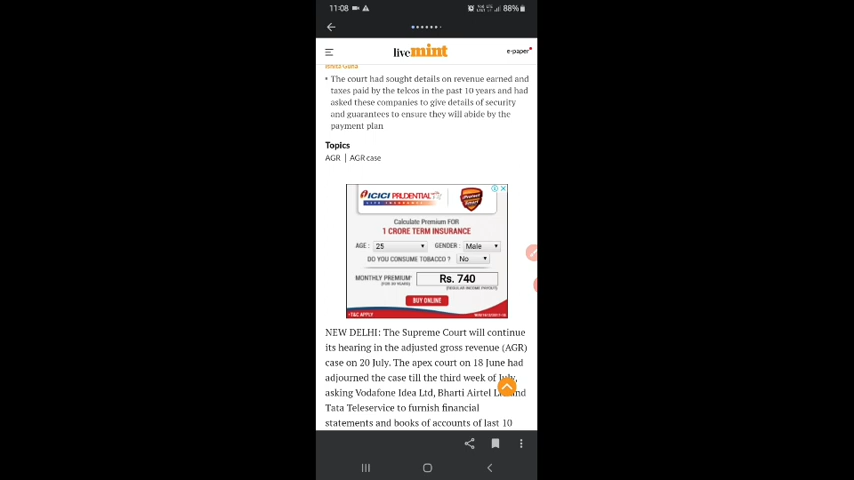 11:08
88%
livemint
e-paper
The court had sought details on revenue earned and
taxes paid by the telcos in the past 10 years and had
asked these companies to give details of security
and guarantees to ensure they will abide by the
payment plan
Topics
AGR | AGR case
ICICI PRUDENTIAL
LIFE INSURANCE
Calculate Premium FOR
1 CRORE TERM INSURANCE
AGE : 25 GENDER : Male
DO YOU CONSUME TOBACCO ? No
MONTHLY PREMIUM* Rs. 740
BUY ONLINE
*T&C APPLY
NEW DELHI: The Supreme Court will continue
its hearing in the adjusted gross revenue (AGR)
case on 20 July. The apex court on 18 June had
adjourned the case till the third week of July,
asking Vodafone Idea Ltd, Bharti Airtel and
Tata Teleservice to furnish financial
statements and books of accounts of last 10